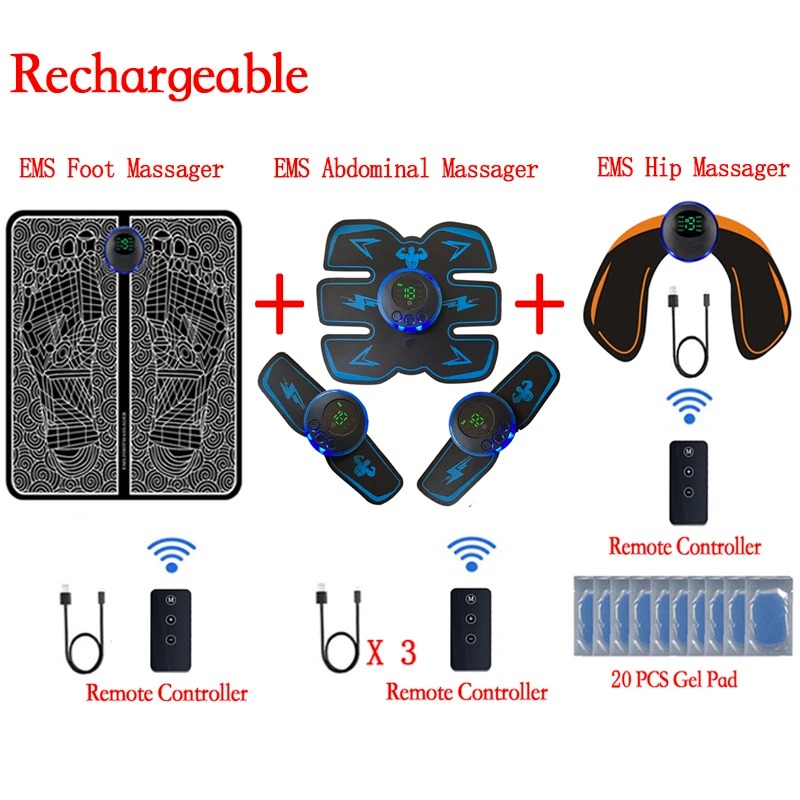 Rechargeable
EMS Foot Massager
EMS Abdominal Massager
EMS Hip Massager
Remote Controller
X 3
Remote Controller
Remote Controller
20 PCS Gel Pad
M
M
M